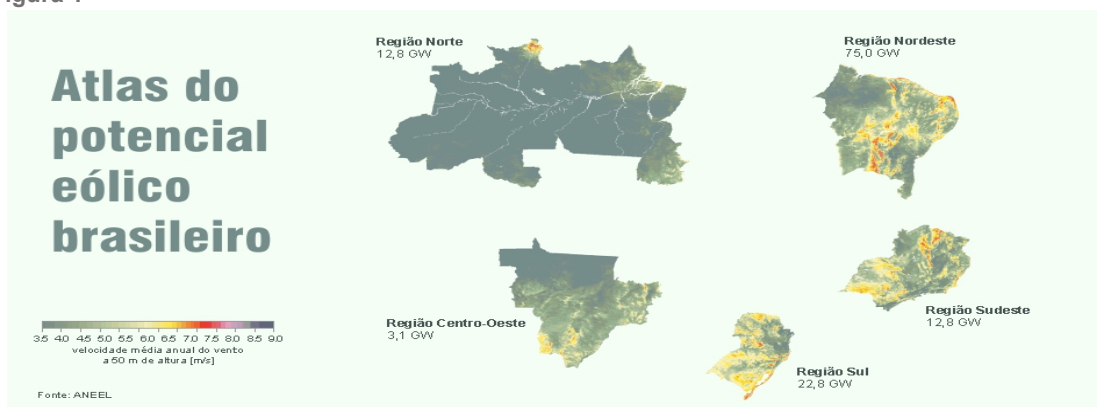 Região Norte
12,8 GW
Região Nordeste
75,0 GW
Atlas do
potencial
eólico
brasileiro
Região Centro-Oeste
3,1 GW
Região Sudeste
12,8 GW
Região Sul
22,8 GW
3.5 4.0 4.5 5.0 5.5 6.0 6.5 7.0 7.5 8.0 8.5 9.0
velocidade média anual do vento
a 50 m de altura [m/s]
Fonte: ANEEL